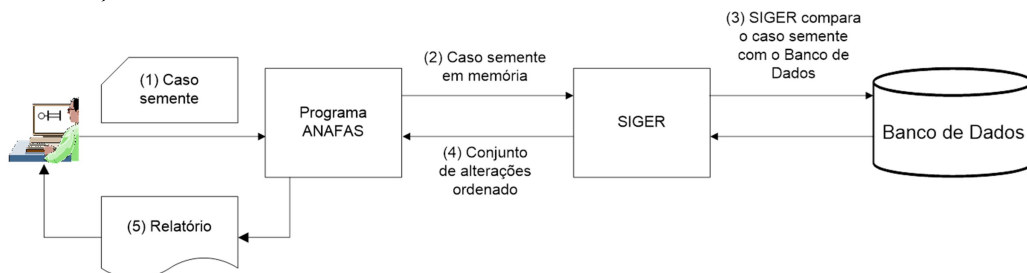 (3) SIGER compara
o caso semente
com o Banco de
Dados
(2) Caso semente
em memória
(1) Caso
semente
Programa
ANAFAS
SIGER
Banco de Dados
(4) Conjunto
de alterações
ordenado
(5) Relatório